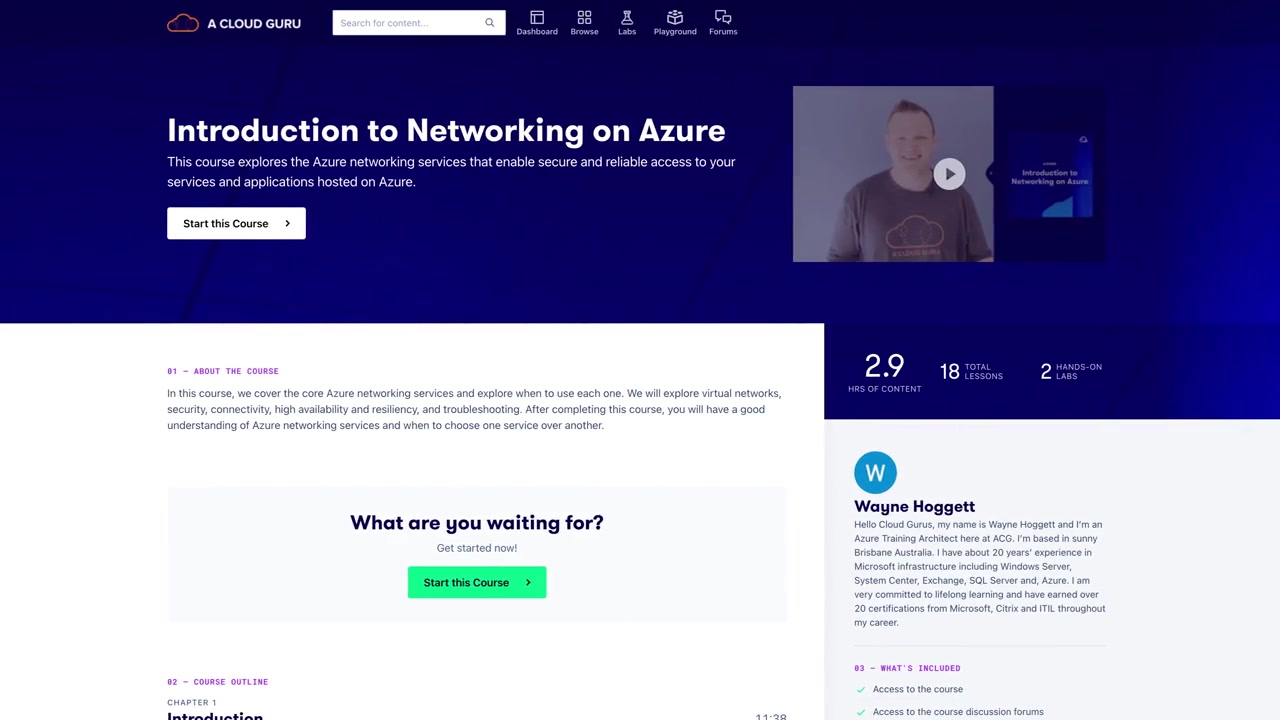 A CLOUD GURU
Search for content...
Dashboard
Browse
Labs
Playground
Forums
Introduction to Networking on Azure
This course explores the Azure networking services that enable secure and reliable access to your
services and applications hosted on Azure.
Start this Course
Introduction to
Networking on Azure
A CLOUD GURU
2.9
HRS OF CONTENT
18 TOTAL
LESSONS
2 HANDS-ON
LABS
01 — ABOUT THE COURSE
In this course, we cover the core Azure networking services and explore when to use each one. We will explore virtual networks,
security, connectivity, high availability and resiliency, and troubleshooting. After completing this course, you will have a good
understanding of Azure networking services and when to choose one service over another.
What are you waiting for?
Get started now!
Start this Course
02 — COURSE OUTLINE
CHAPTER 1
Introduction
11:38
W
Wayne Hoggett
Hello Cloud Gurus, my name is Wayne Hoggett and I'm an
Azure Training Architect here at ACG. I'm based in sunny
Brisbane Australia. I have about 20 years' experience in
Microsoft infrastructure including Windows Server,
System Center, Exchange, SQL Server and, Azure. I am
very committed to lifelong learning and have earned over
20 certifications from Microsoft, Citrix and ITIL throughout
my career.
03 — WHAT'S INCLUDED
Access to the course
Access to the course discussion forums